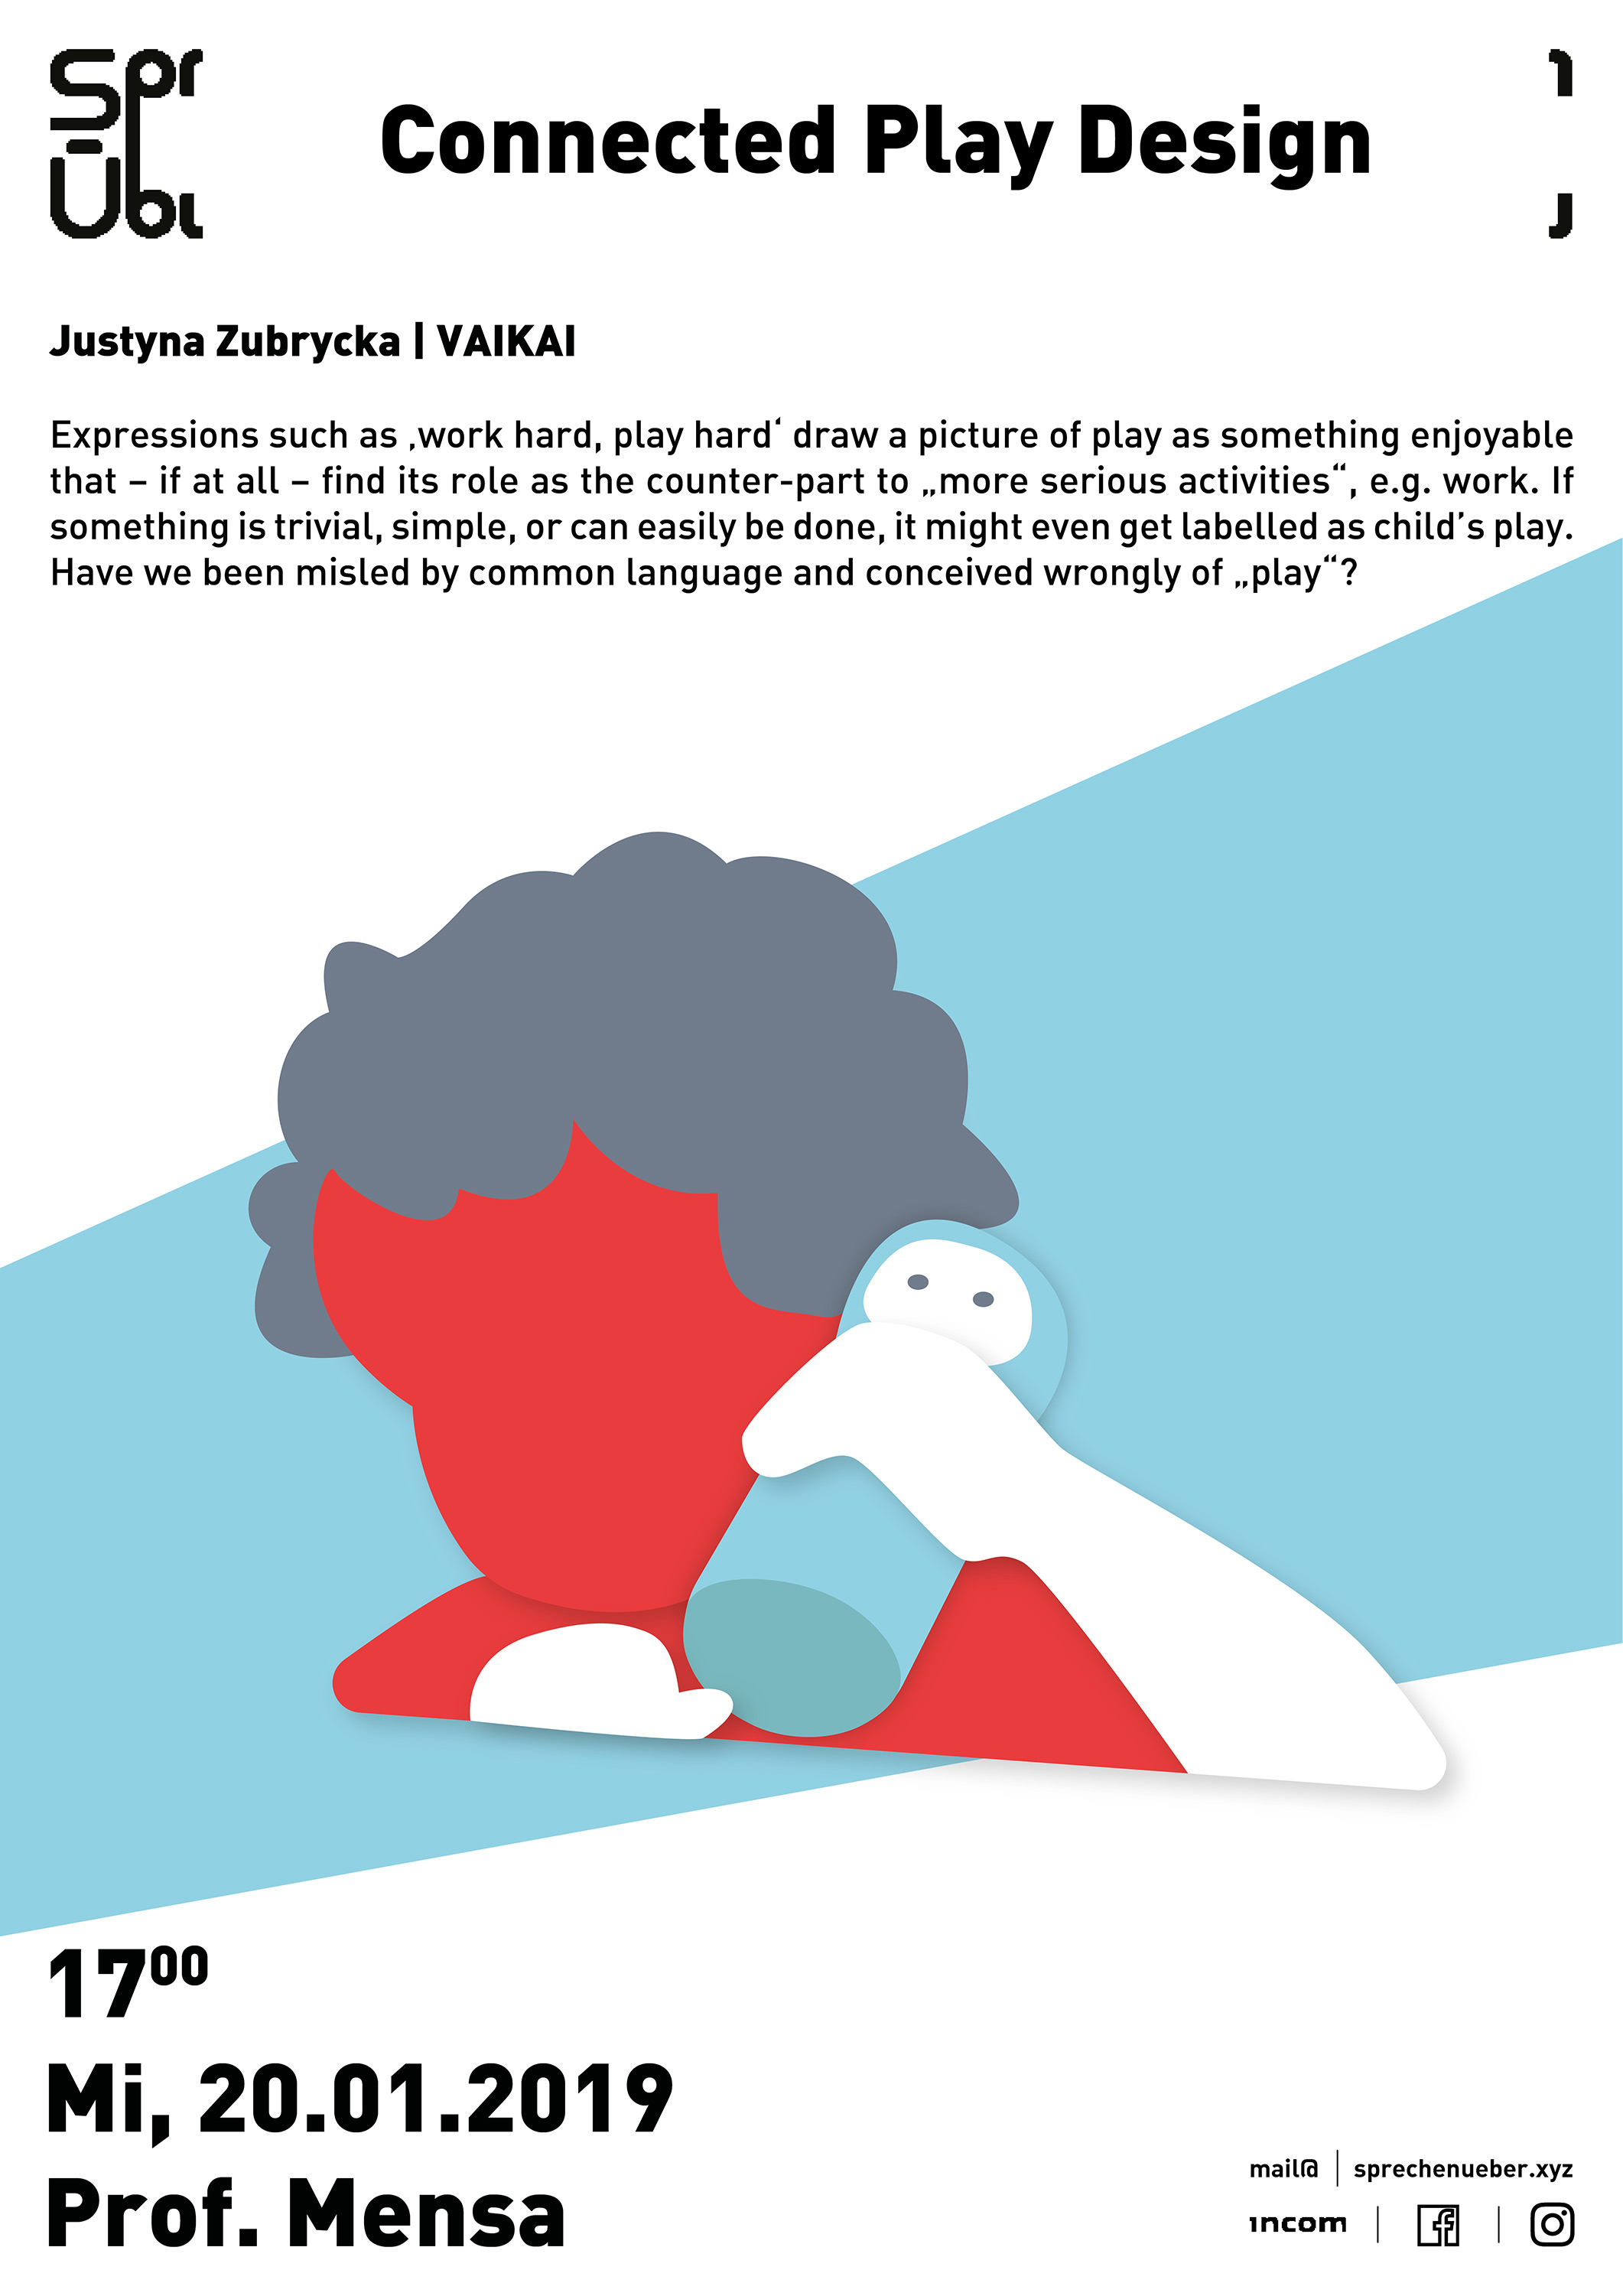 Spr
Üba
Connected Play Design
Justyna Zubrycka | VAIKAI
Expressions such as ‚work hard, play hard‘ draw a picture of play as something enjoyable
that – if at all – find its role as the counter-part to „more serious activities“, e.g. work. If
something is trivial, simple, or can easily be done, it might even get labelled as child’s play.
Have we been misled by common language and conceived wrongly of „play“?
17⁰⁰
Mi, 20.01.2019
Prof. Mensa
mail@ | sprechenueber.xyz
incom